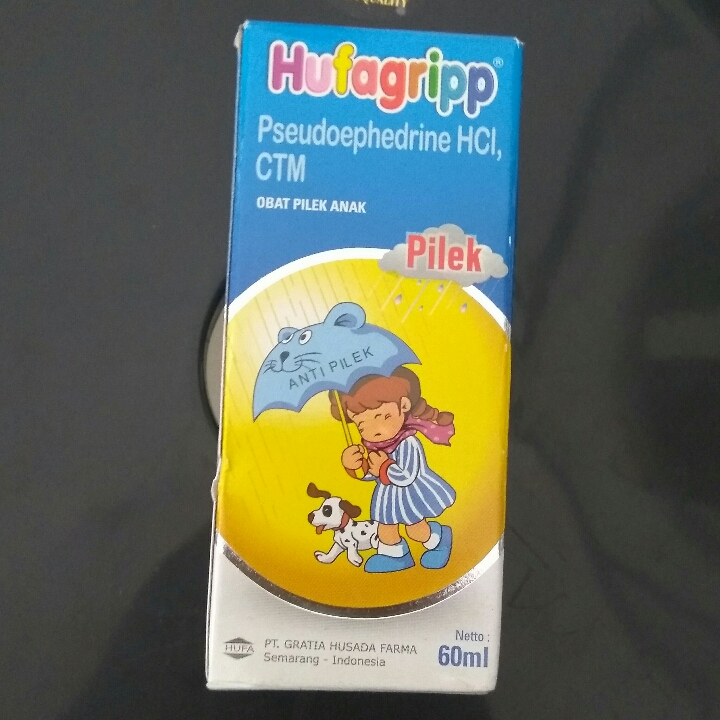 QUALITY
Hufagripp®
Pseudoephedrine HCl,
CTM
OBAT PILEK ANAK
Pilek
ANTI PILEK
HUFA
PT. GRATIA HUSADA FARMA
Semarang - Indonesia
Netto :
60ml